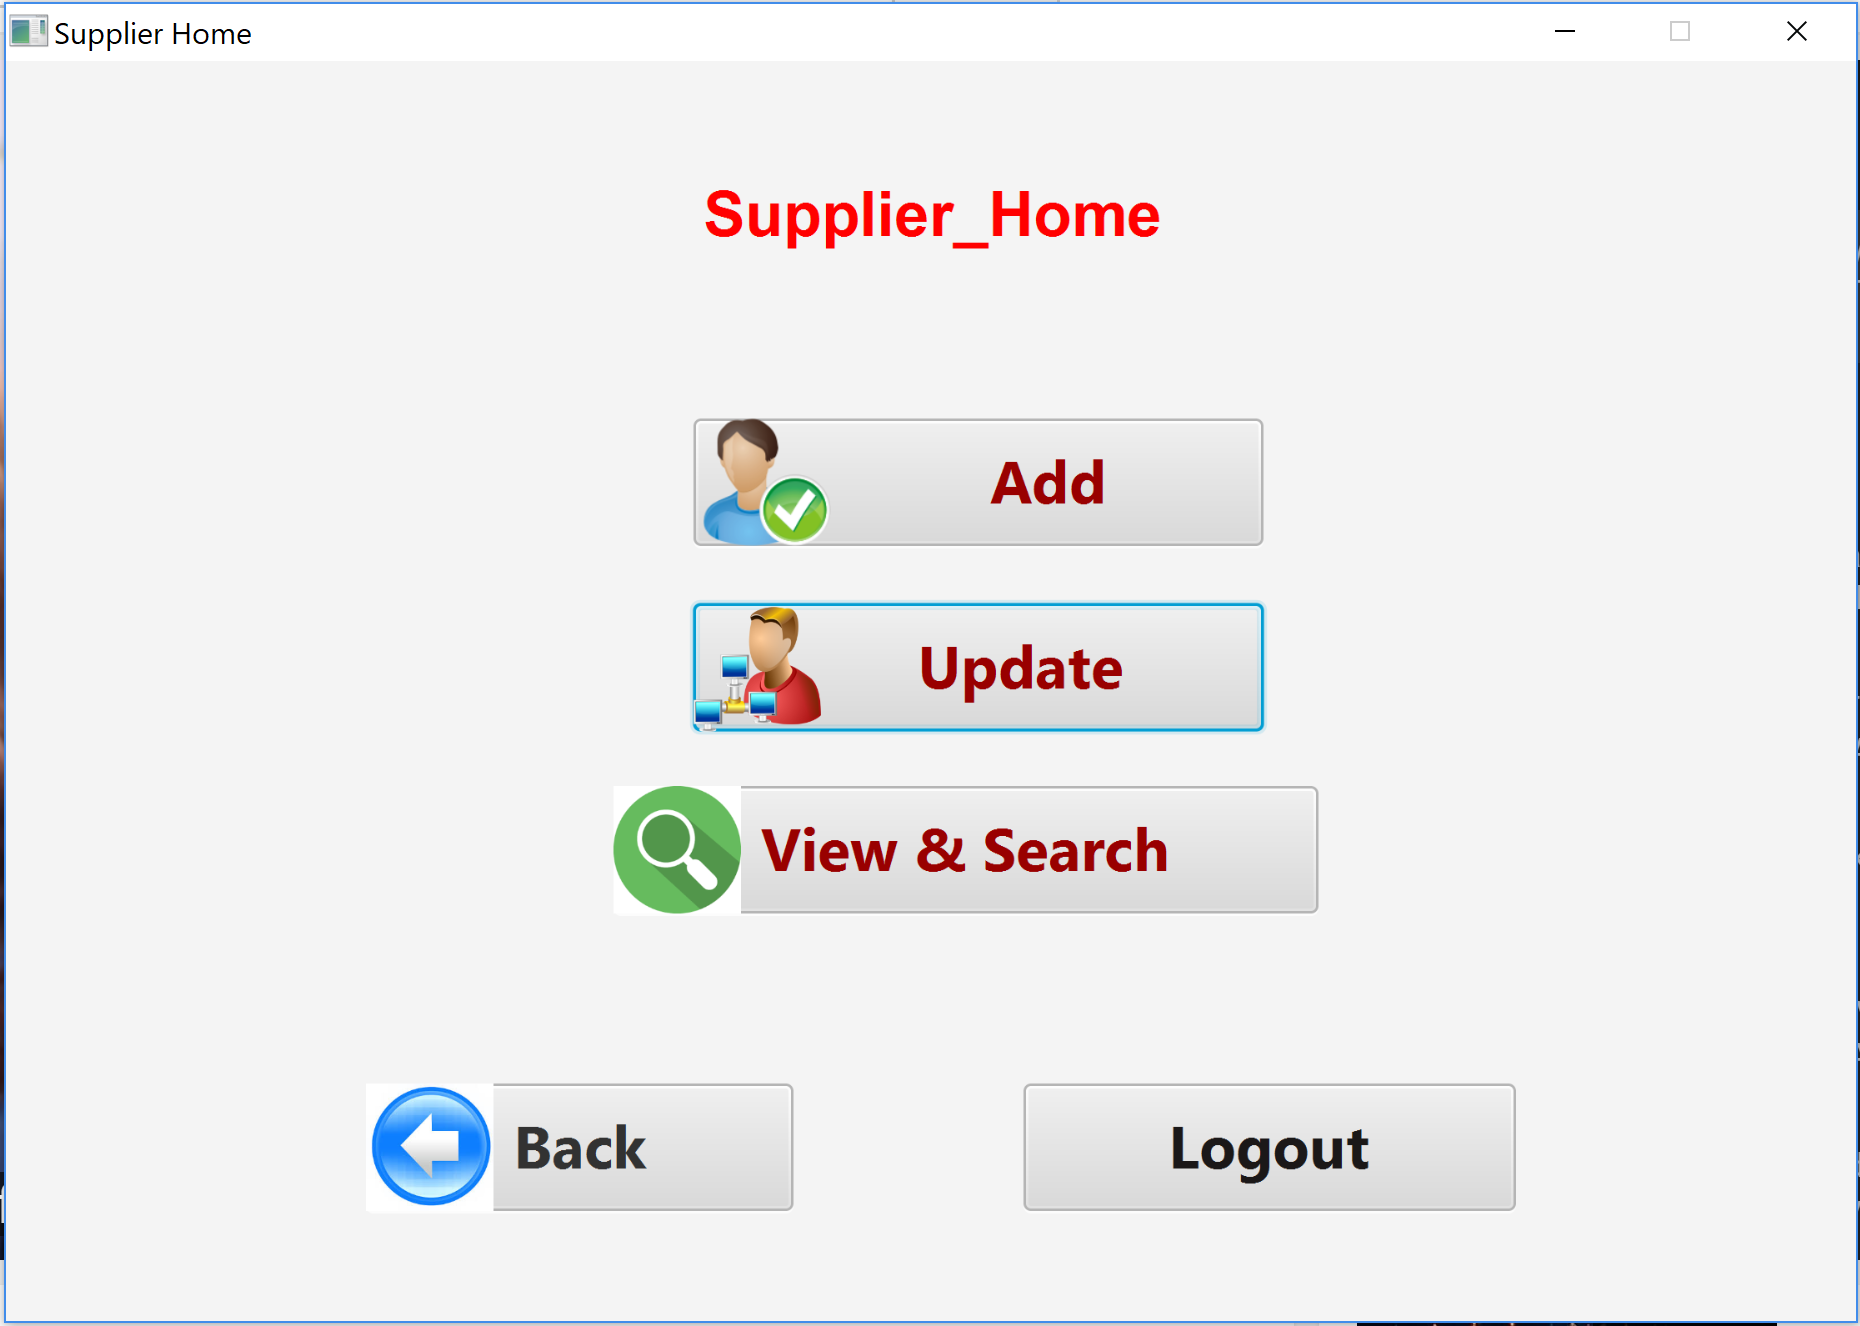 Supplier Home
Supplier_Home
Add
Update
View & Search
Back
Logout